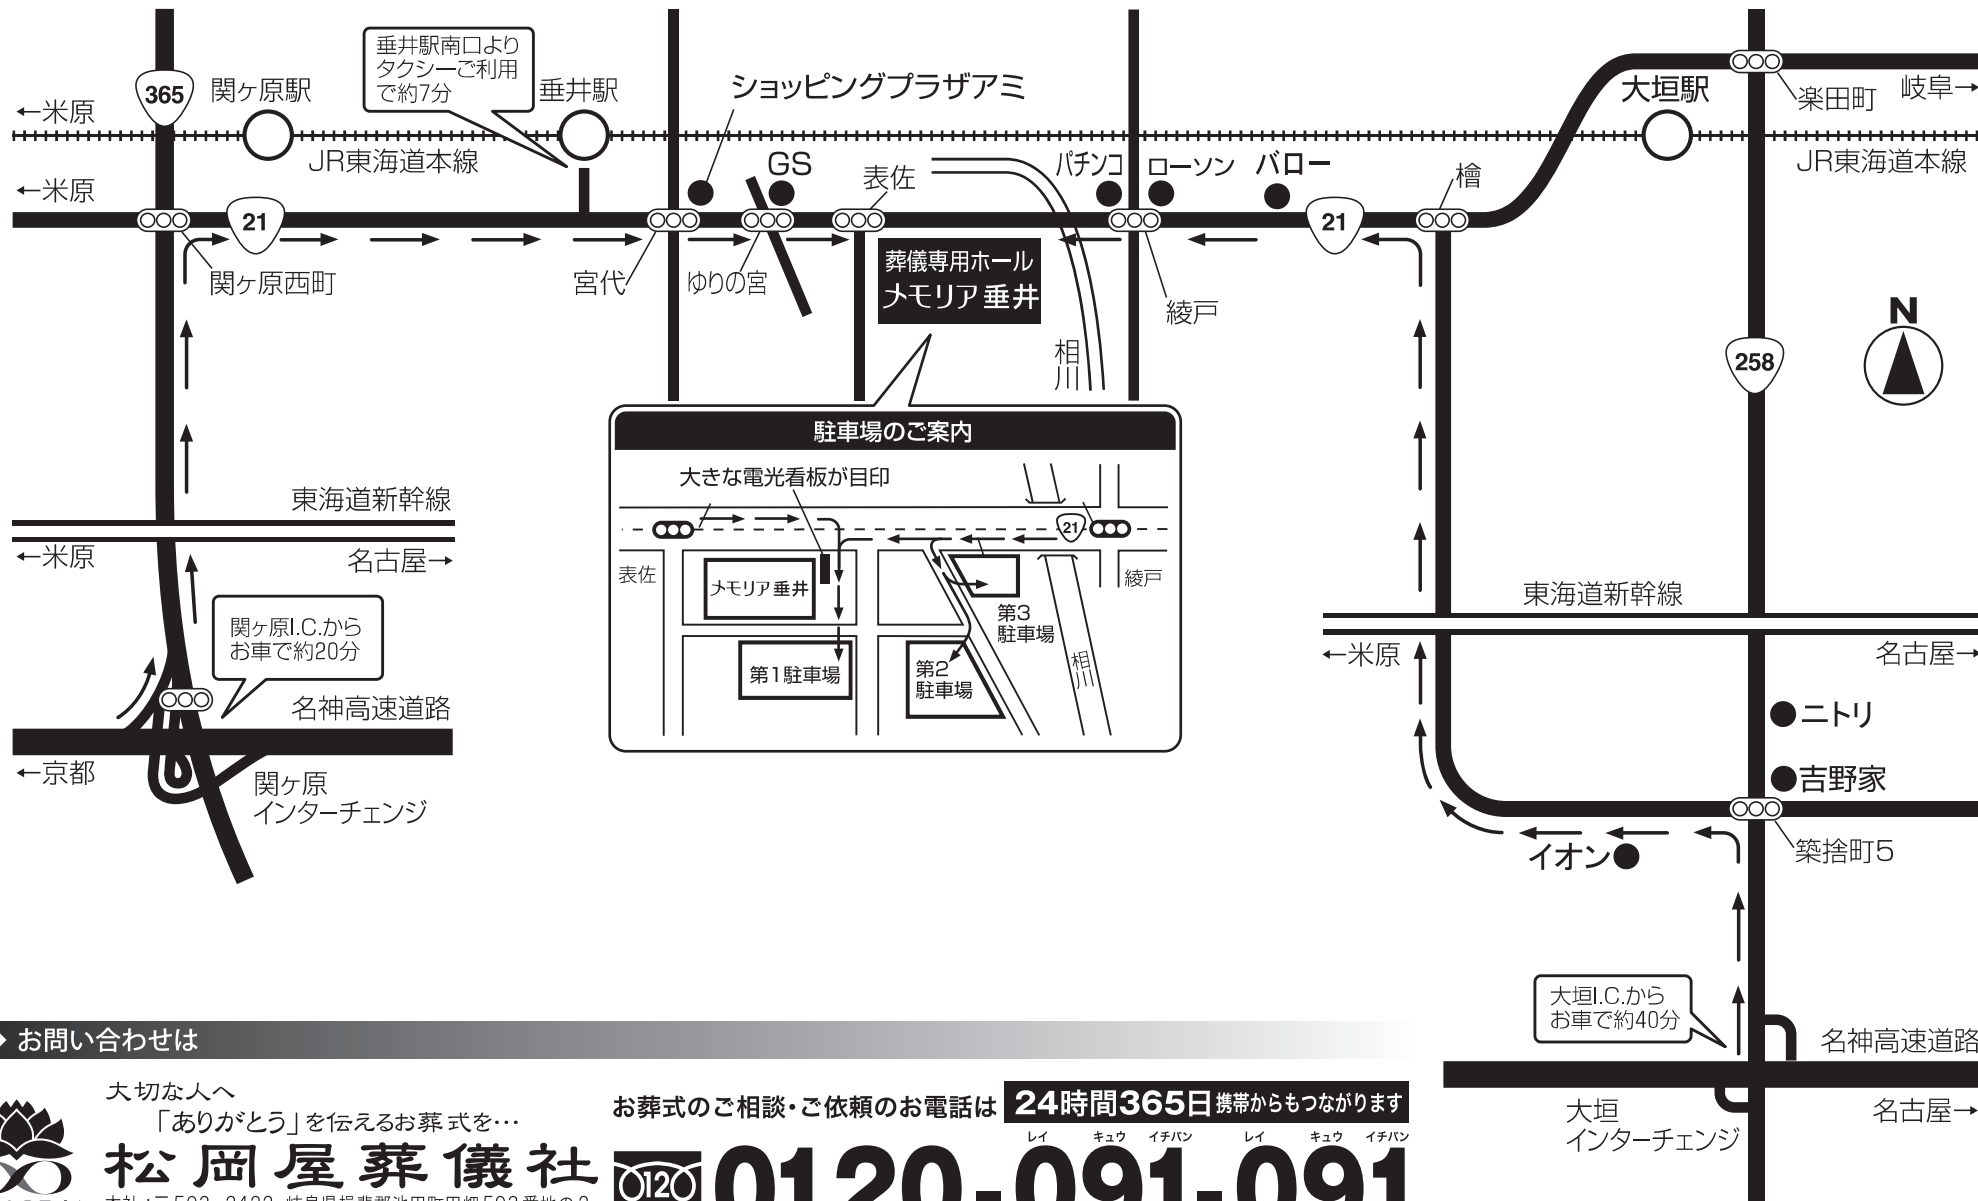 垂井駅南口より
タクシーご利用
で約7分
365
関ヶ原駅
垂井駅
ショッピングプラザアミ
大垣駅
楽田町
岐阜→
←米原
JR東海道本線
GS
表佐
パチンコ
ローソン
バロー
檜
JR東海道本線
←米原
21
21
関ヶ原西町
宮代
ゆりの宮
葬儀専用ホール
メモリア垂井
綾戸
相川
N
258
駐車場のご案内
大きな電光看板が目印
21
表佐
メモリア垂井
綾戸
第3
駐車場
第1駐車場
第2
駐車場
相川
東海道新幹線
←米原
名古屋→
関ヶ原I.C.から
お車で約20分
名神高速道路
←京都
関ヶ原
インターチェンジ
東海道新幹線
←米原
名古屋→
ニトリ
吉野家
イオン
築捨町5
大垣I.C.から
お車で約40分
名神高速道路
大垣
インターチェンジ
名古屋→
お問い合わせは
大切な人へ
「ありがとう」を伝えるお葬式を…
松岡屋葬儀社
お葬式のご相談・ご依頼のお電話は 24時間365日 携帯からもつながります
レイ キュウ イチバン レイ キュウ イチバン
0120-091-091